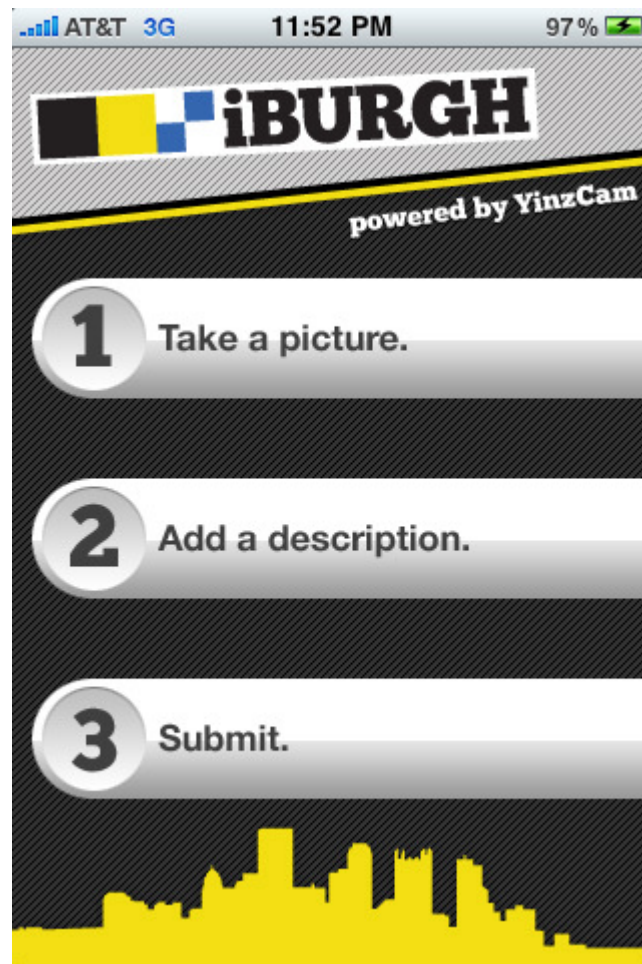 AT&T 3G 11:52 PM 97%
iBURGH
powered by YinzCam
1 Take a picture.
2 Add a description.
3 Submit.